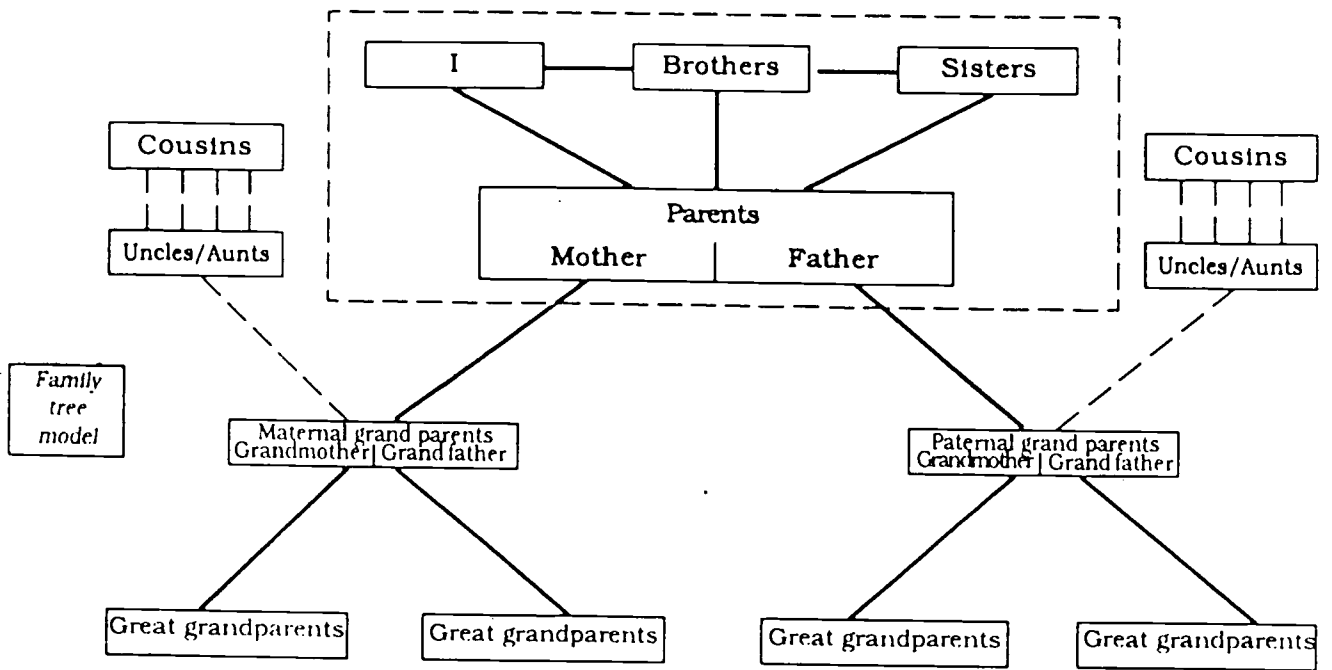 I
Brothers
Sisters
Cousins
Cousins
Parents
Mother
Father
Uncles/Aunts
Uncles/Aunts
Family
tree
model
Maternal grand parents
Grandmother
Grand father
Paternal grand parents
Grandmother
Grand father
Great grandparents
Great grandparents
Great grandparents
Great grandparents